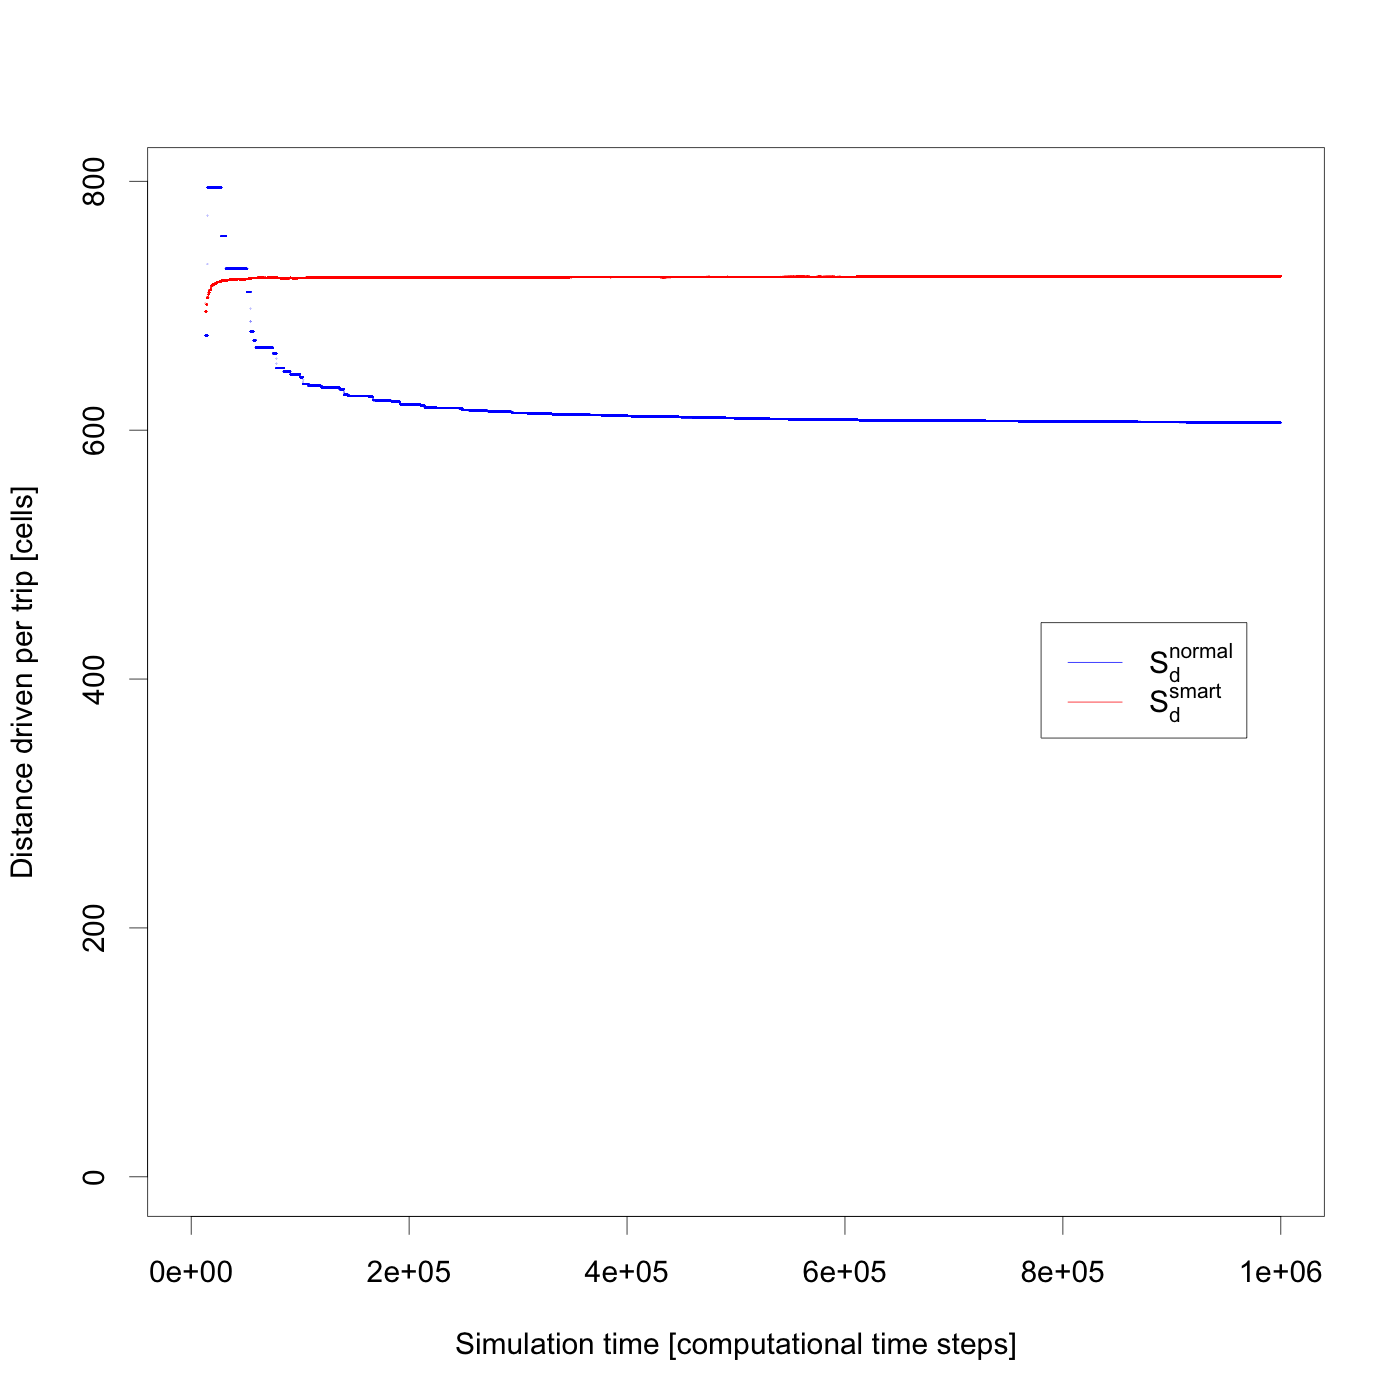 800
600
400
200
0
Distance driven per trip [cells]
S_d^normal
S_d^smart
0e+00 2e+05 4e+05 6e+05 8e+05 1e+06
Simulation time [computational time steps]